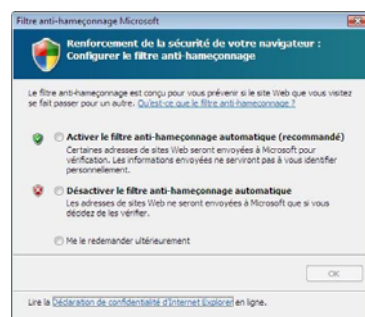 Filtre anti-hameçonnage Microsoft
Renforcement de la sécurité de votre navigateur :
Configurer le filtre anti-hameçonnage
Le filtre anti-hameçonnage est conçu pour vous prévenir si le site Web que vous visitez
se fait passer pour un autre. Qu'est-ce que le filtre anti-hameçonnage ?
Activer le filtre anti-hameçonnage automatique (recommandé)
Certaines adresses de sites Web seront envoyées à Microsoft pour
vérification. Les informations envoyées ne serviront pas à vous identifier
personnellement.
Désactiver le filtre anti-hameçonnage automatique
Les adresses de sites Web ne seront envoyées à Microsoft que si vous
décidez de les vérifier.
Me le redemander ultérieurement
OK
Lire la Déclaration de confidentialité d'Internet Explorer en ligne.